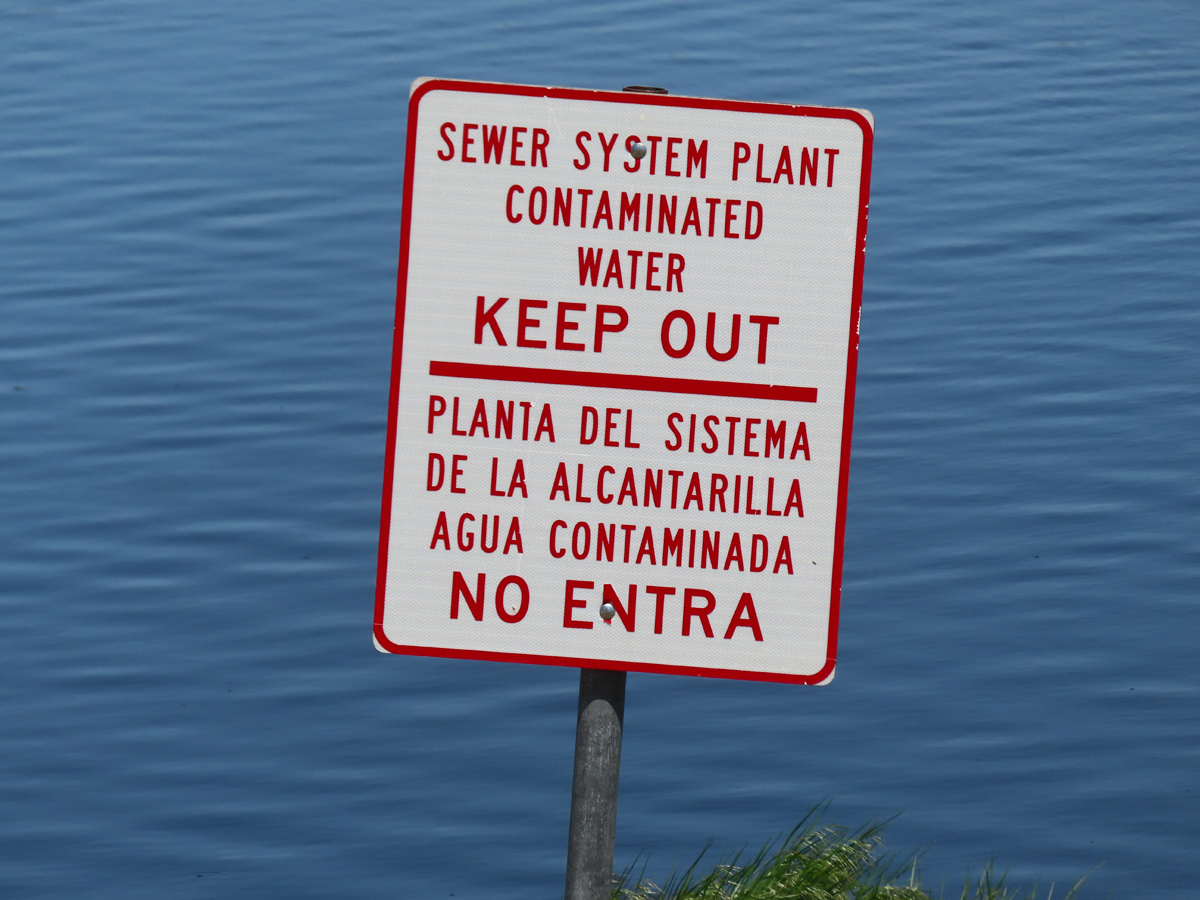 SEWER SYSTEM PLANT
CONTAMINATED
WATER
KEEP OUT
PLANTA DEL SISTEMA
DE LA ALCANTARILLA
AGUA CONTAMINADA
NO ENTRA